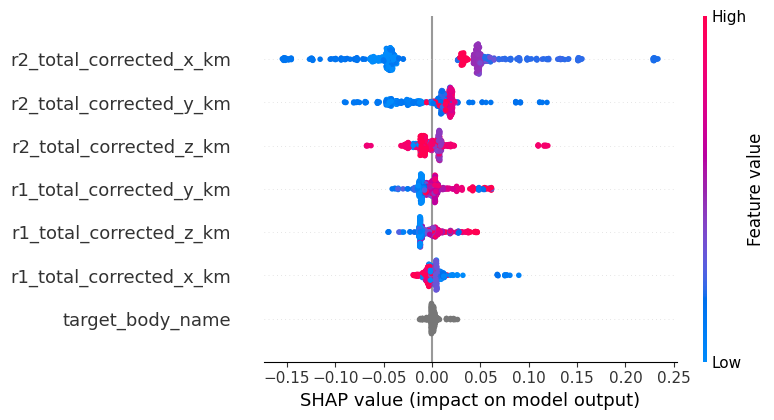 High
r2_total_corrected_x_km
r2_total_corrected_y_km
r2_total_corrected_z_km
r1_total_corrected_y_km
r1_total_corrected_z_km
r1_total_corrected_x_km
target_body_name
Feature value
Low
−0.15 −0.10 −0.05 0.00 0.05 0.10 0.15 0.20 0.25
SHAP value (impact on model output)